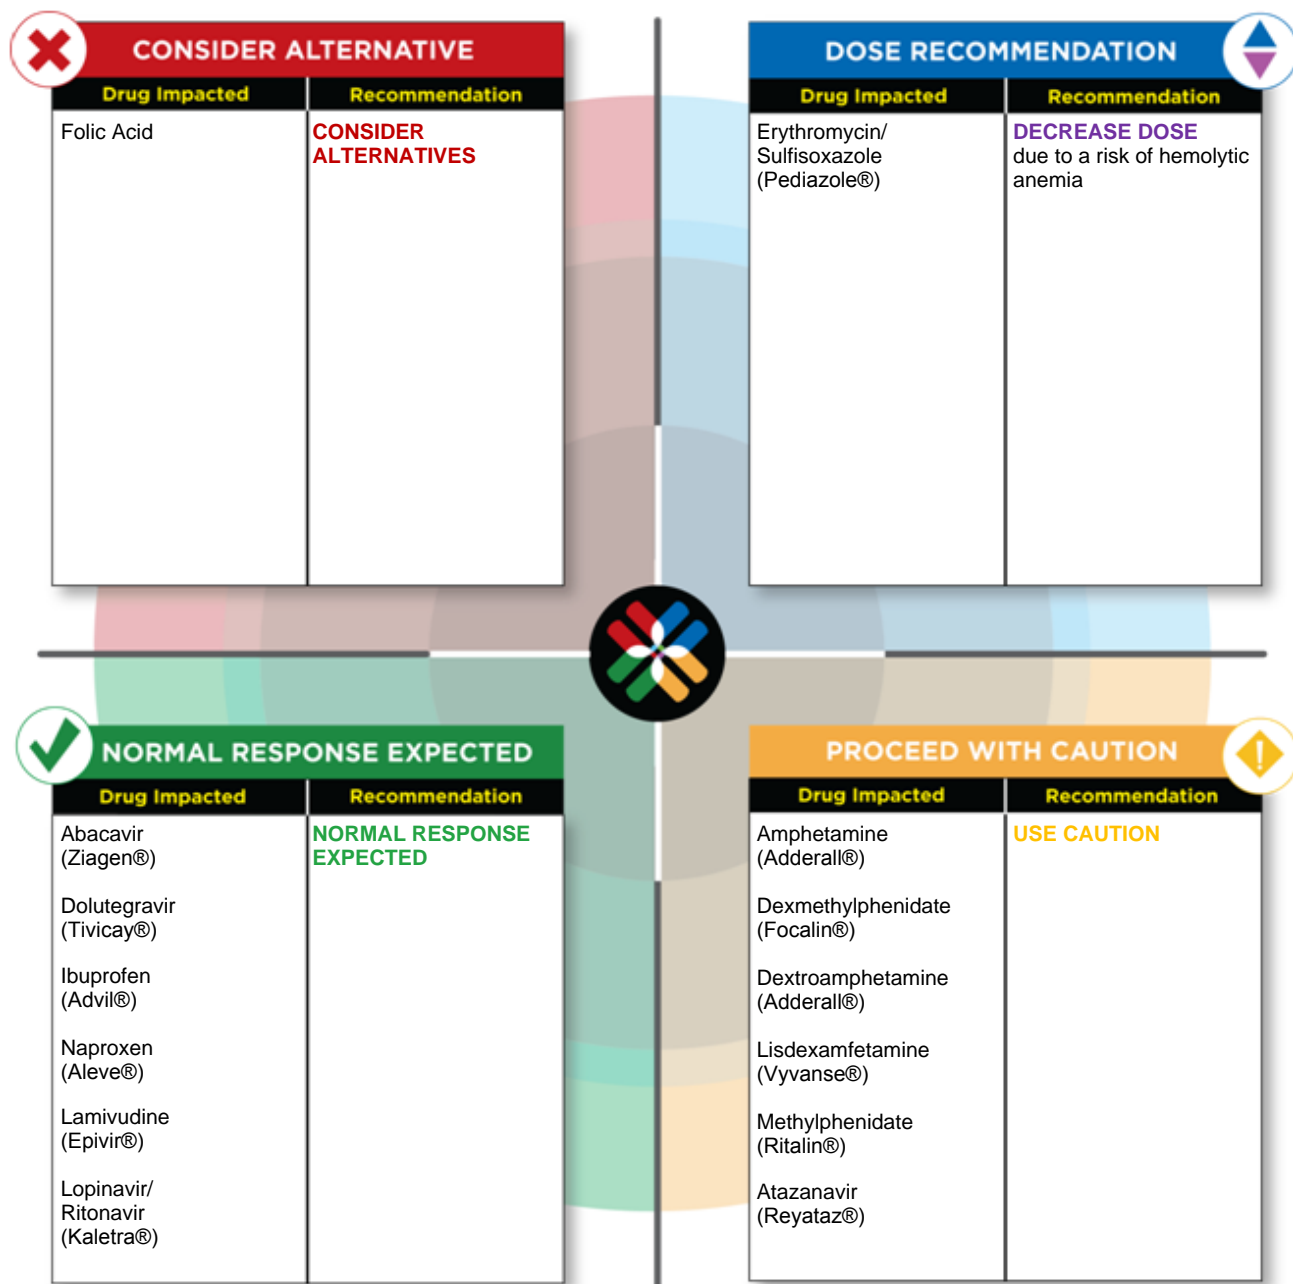 CONSIDER ALTERNATIVE
Drug Impacted Recommendation
Folic Acid CONSIDER
ALTERNATIVES
DOSE RECOMMENDATION
Drug Impacted Recommendation
Erythromycin/ DECREASE DOSE
Sulfisoxazole due to a risk of hemolytic
(Pediazole®) anemia
NORMAL RESPONSE EXPECTED
Drug Impacted Recommendation
Abacavir NORMAL RESPONSE
(Ziagen®) EXPECTED
Dolutegravir
(Tivicay®)
Ibuprofen
(Advil®)
Naproxen
(Aleve®)
Lamivudine
(Epivir®)
Lopinavir/
Ritonavir
(Kaletra®)
PROCEED WITH CAUTION
Drug Impacted Recommendation
Amphetamine USE CAUTION
(Adderall®)
Dexmethylphenidate
(Focalin®)
Dextroamphetamine
(Adderall®)
Lisdexamfetamine
(Vyvanse®)
Methylphenidate
(Ritalin®)
Atazanavir
(Reyataz®)